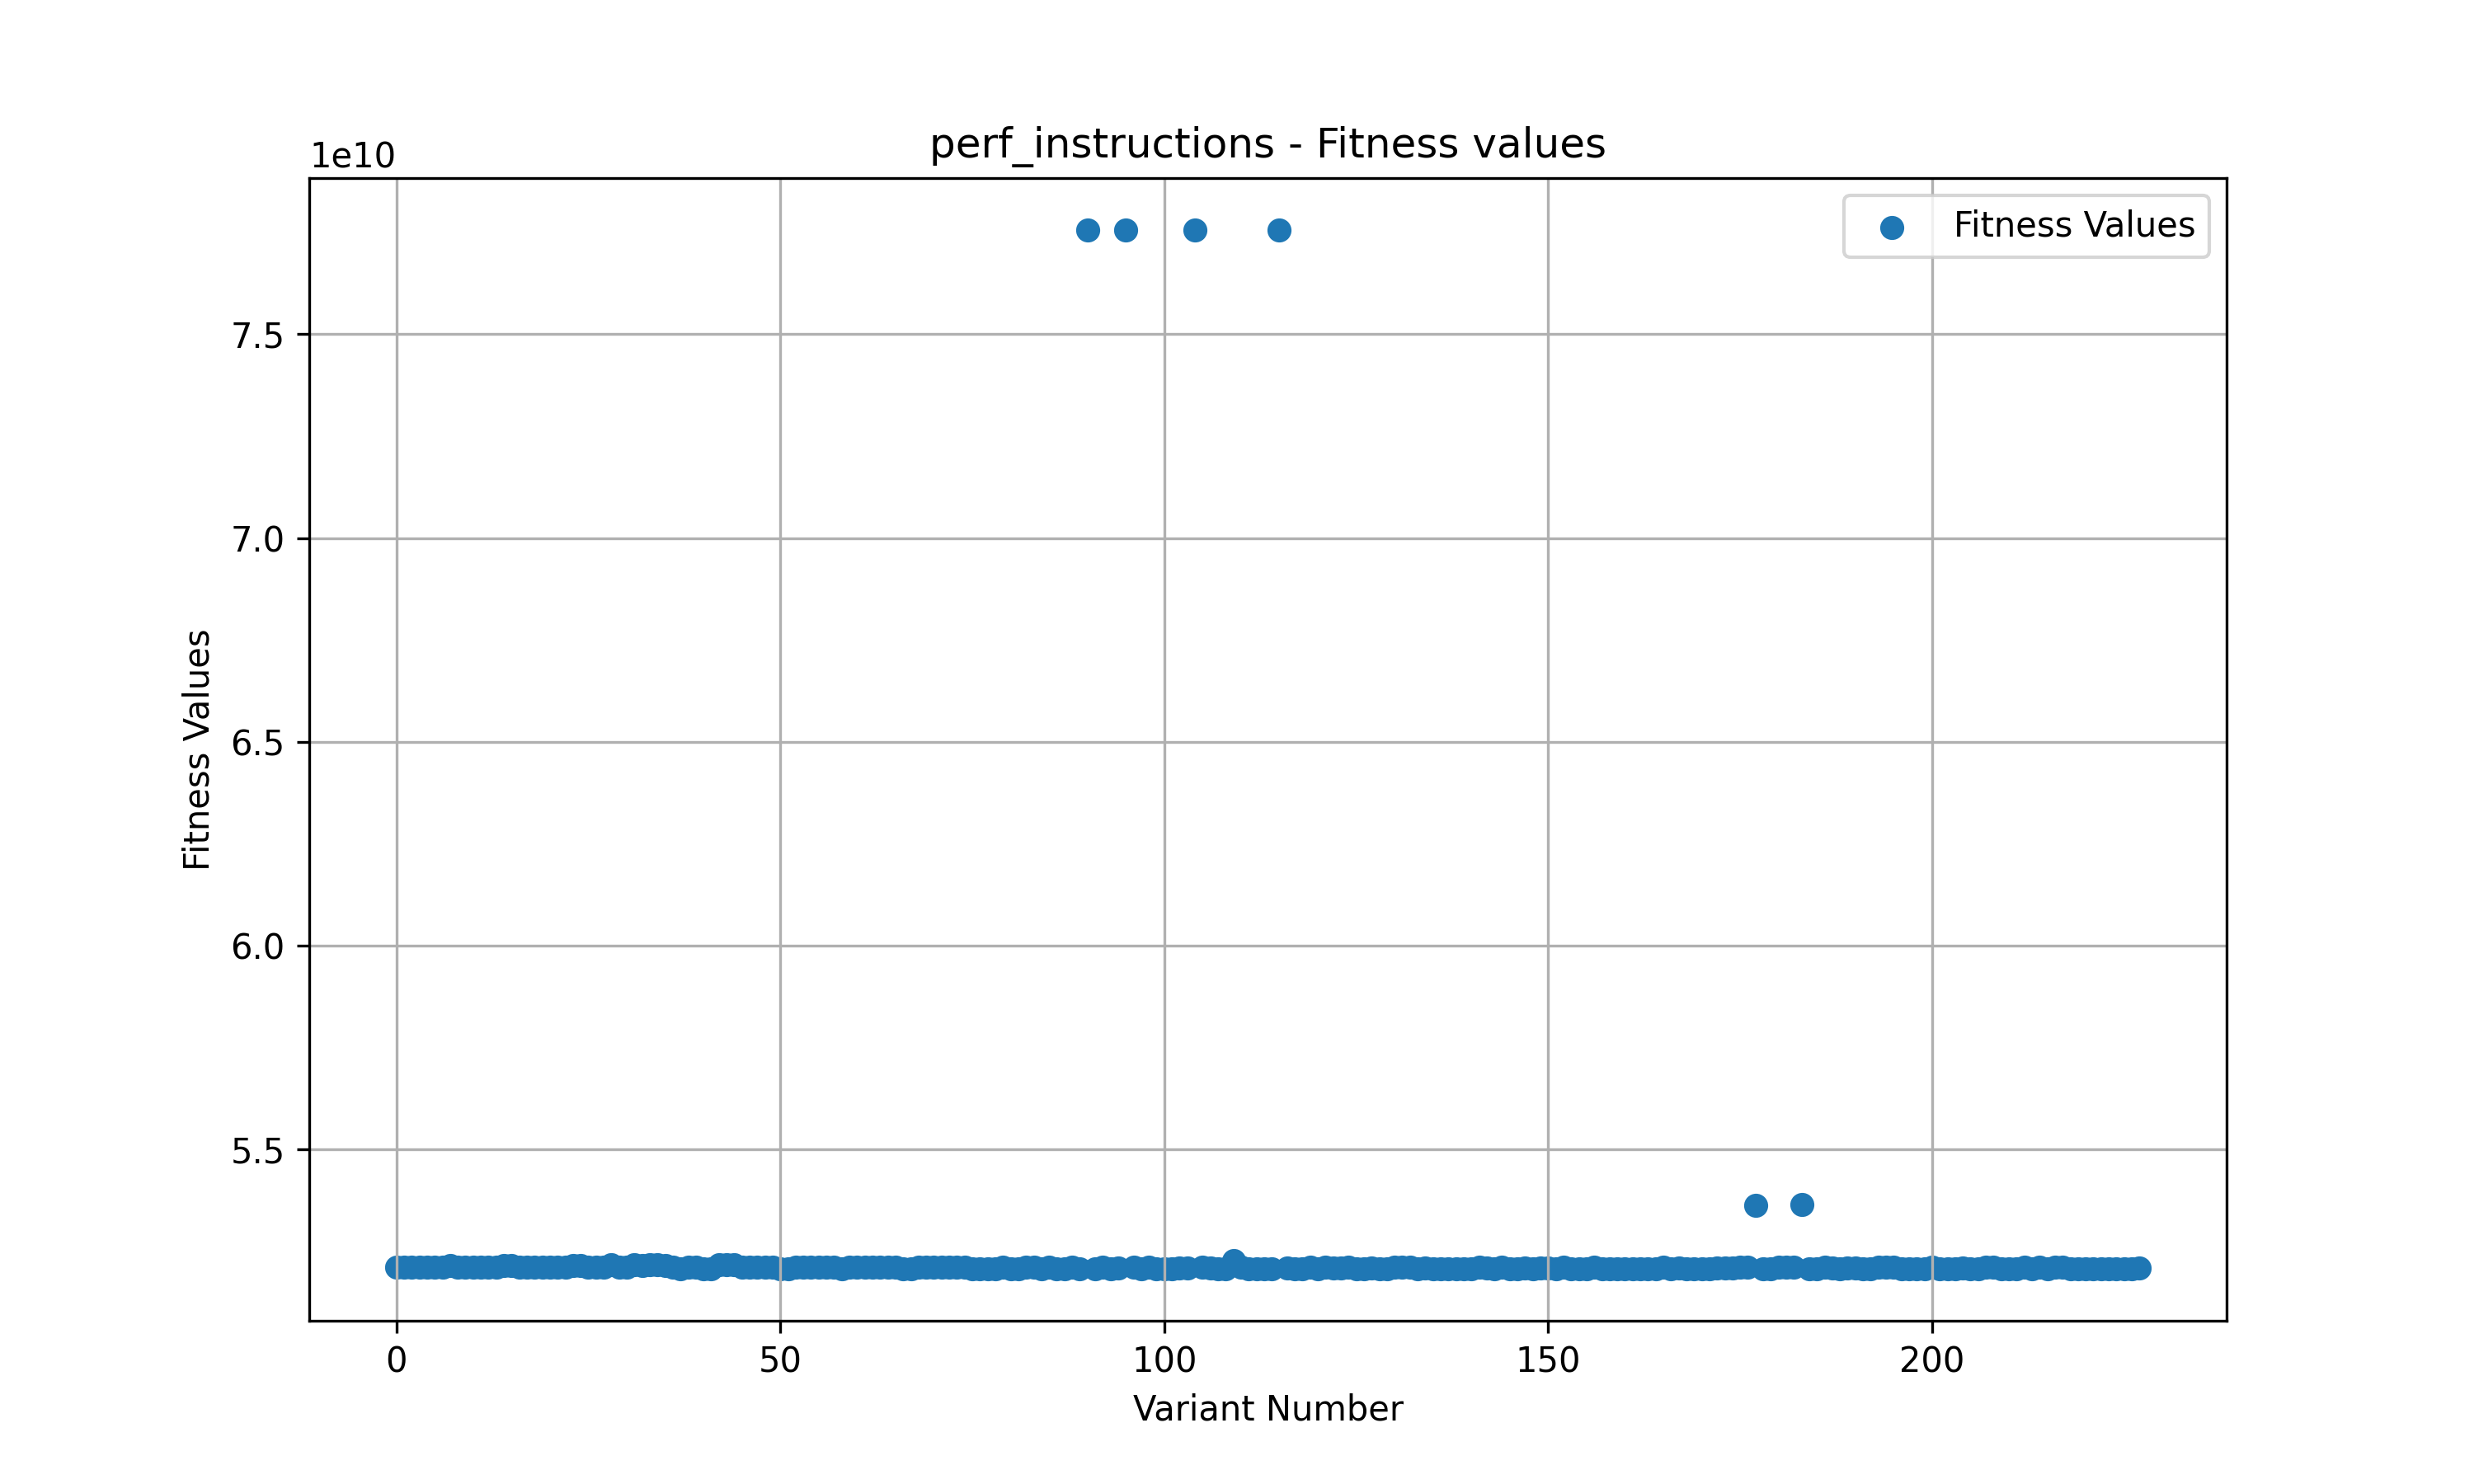 perf_instructions - Fitness values
1e10
Fitness Values
7.5
7.0
6.5
6.0
5.5
Fitness Values
0 50 100 150 200
Variant Number